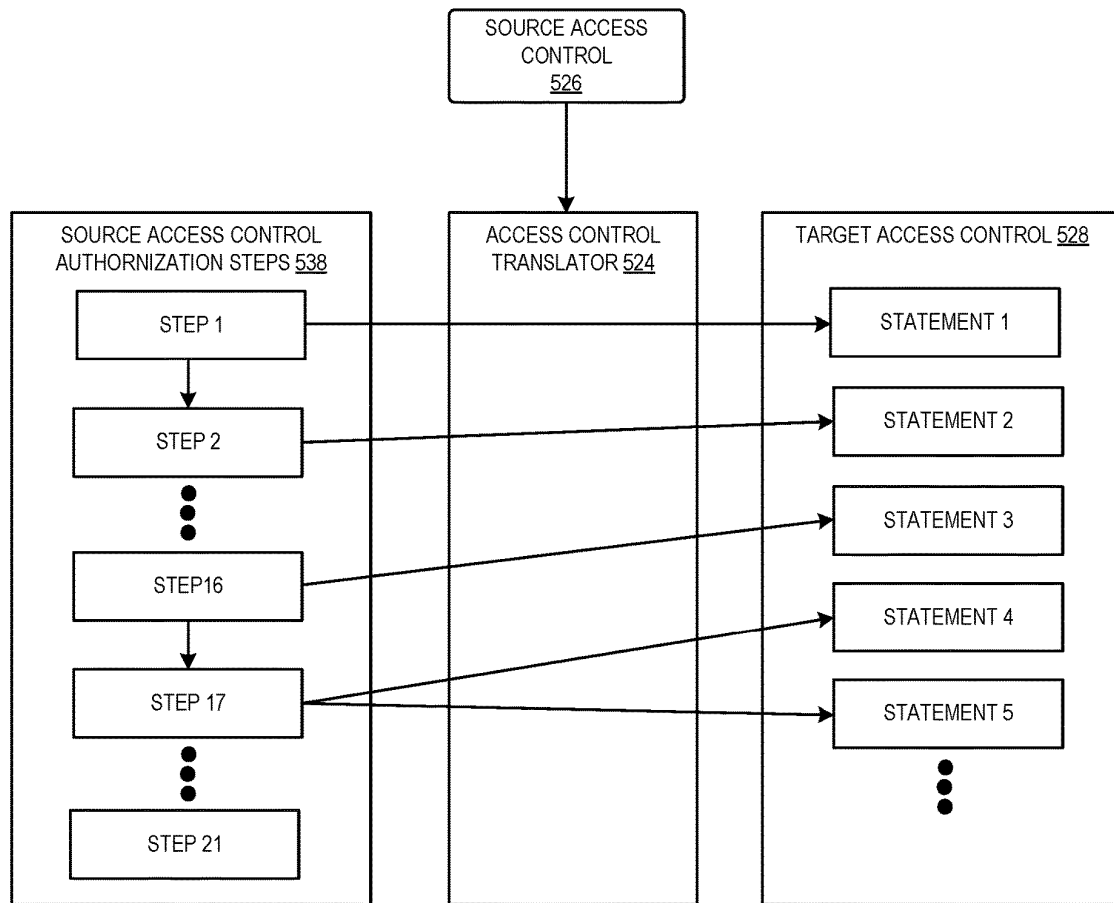 SOURCE ACCESS
CONTROL
526
SOURCE ACCESS CONTROL
AUTHORNIZATION STEPS 538
STEP 1
STEP 2
STEP16
STEP 17
STEP 21
ACCESS CONTROL
TRANSLATOR 524
TARGET ACCESS CONTROL 528
STATEMENT 1
STATEMENT 2
STATEMENT 3
STATEMENT 4
STATEMENT 5